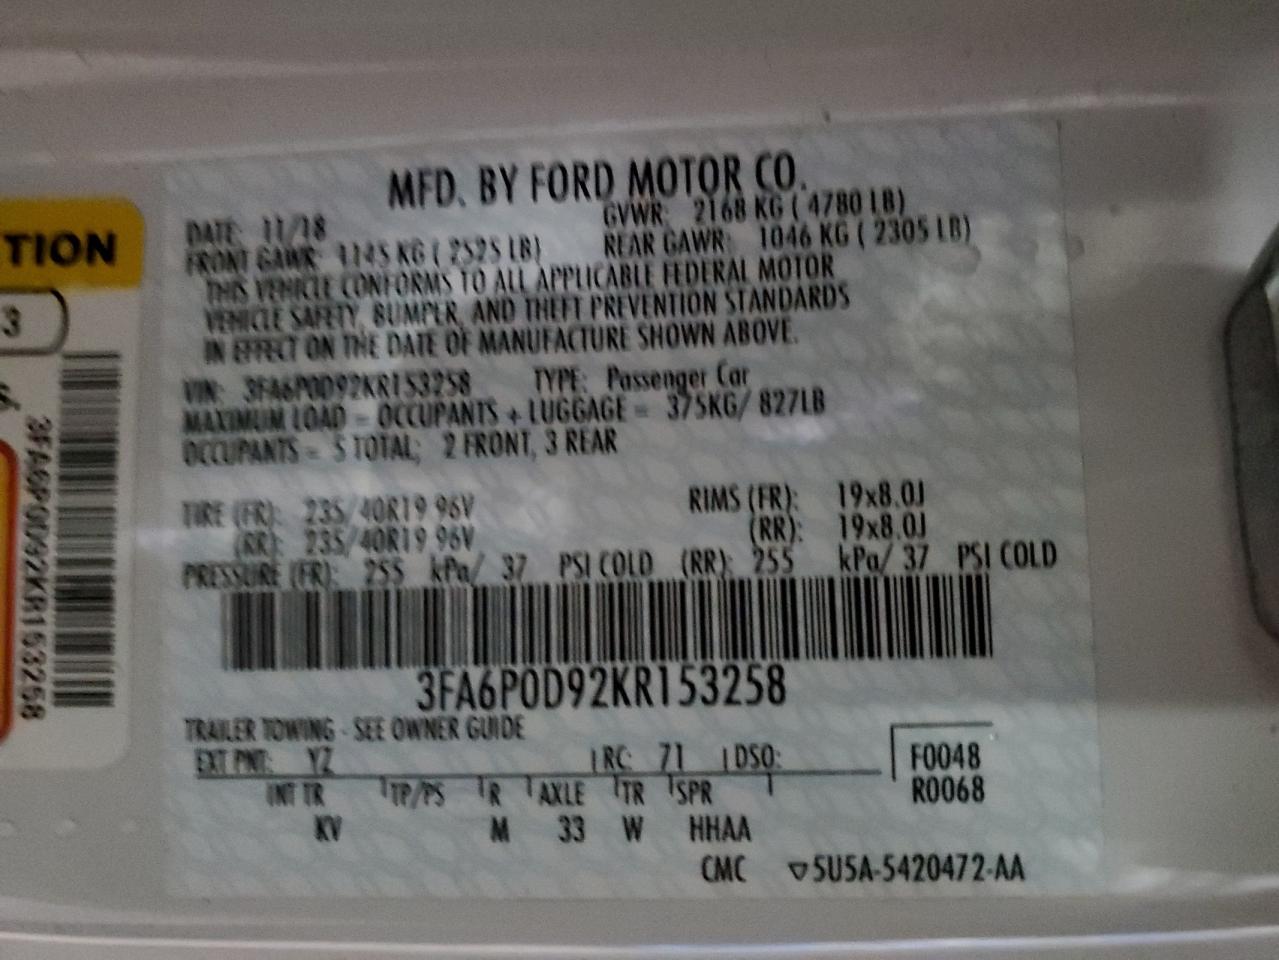 TION
3
3FA6P0D92KR153258
MFD. BY FORD MOTOR CO.
DATE: 11/18 GVWR: 2168 KG ( 4780 LB)
FRONT GAWR: 1145 KG ( 2525 LB) REAR GAWR: 1046 KG ( 2305 LB)
THIS VEHICLE CONFORMS TO ALL APPLICABLE FEDERAL MOTOR
VEHICLE SAFETY, BUMPER, AND THEFT PREVENTION STANDARDS
IN EFFECT ON THE DATE OF MANUFACTURE SHOWN ABOVE.
VIN: 3FA6P0D92KR153258 TYPE: Passenger Car
MAXIMUM LOAD = OCCUPANTS + LUGGAGE = 375KG/ 827LB
OCCUPANTS = 5 TOTAL; 2 FRONT, 3 REAR
TIRE (FR): 235/40R19 96V RIMS (FR): 19x8.0J
(RR): 235/40R19 96V (RR): 19x8.0J
PRESSURE (FR): 255 kPa/ 37 PSI COLD (RR): 255 kPa/ 37 PSI COLD
3FA6P0D92KR153258
TRAILER TOWING - SEE OWNER GUIDE
EXT PNT: YZ RC: 71 DSO: F0048
INT TR TP/PS R AXLE TR SPR R0068
KV M 33 W HHAA
CMC ▽5U5A-5420472-AA